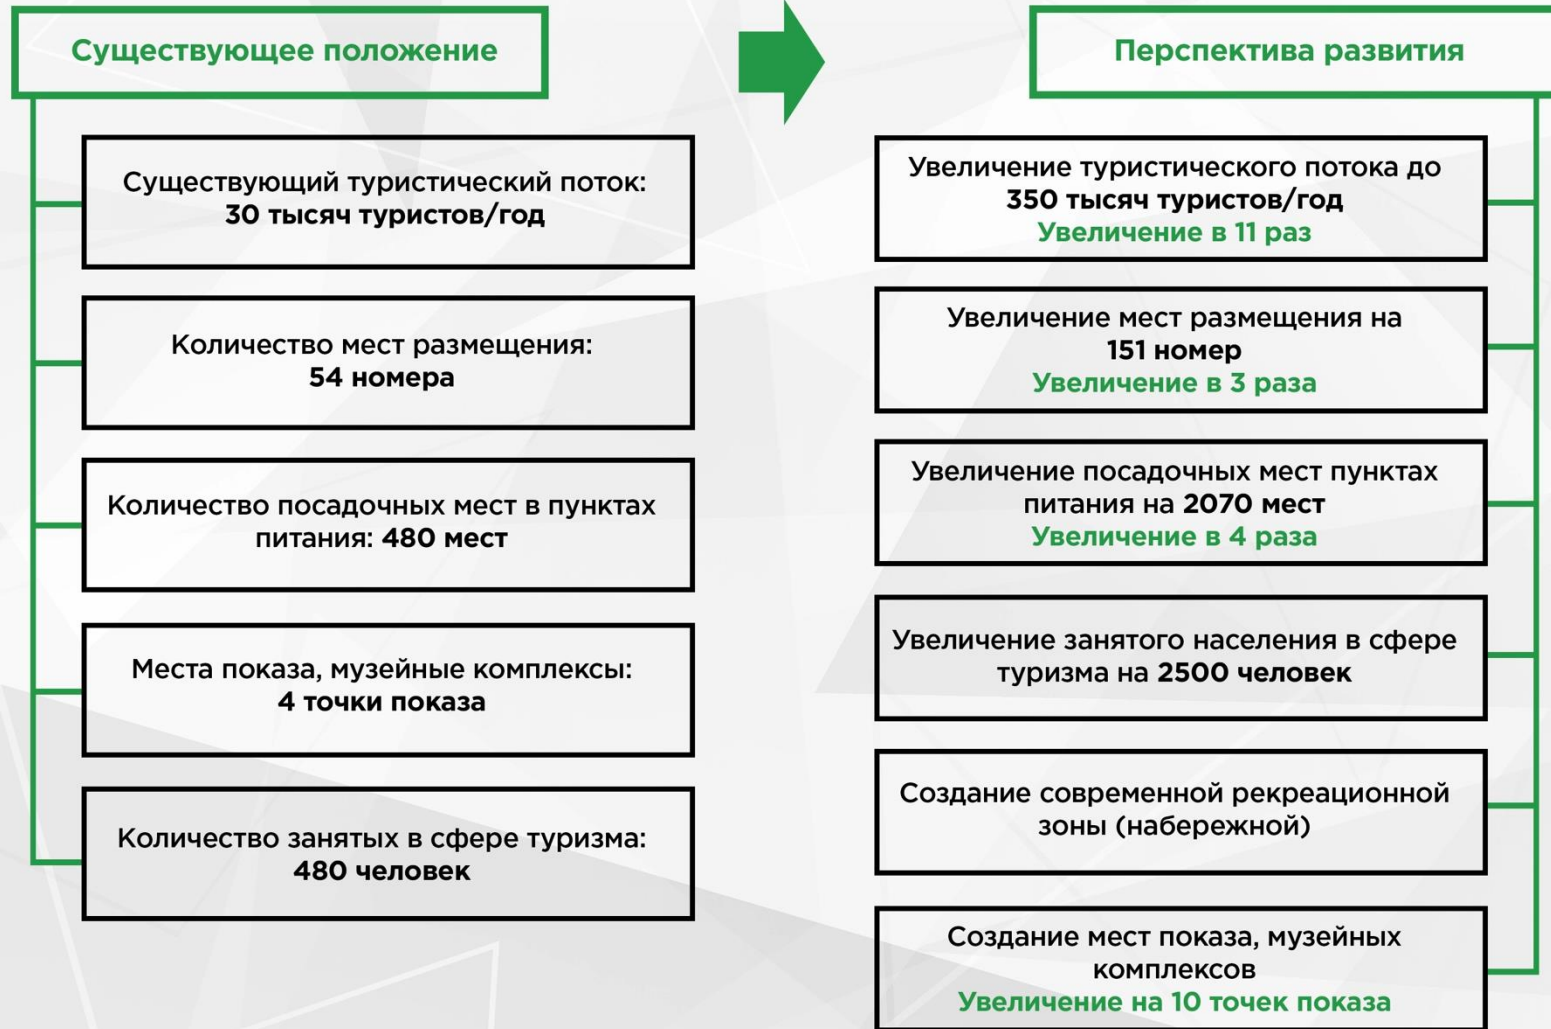 Существующее положение
Существующий туристический поток:
30 тысяч туристов/год
Количество мест размещения:
54 номера
Количество посадочных мест в пунктах
питания: 480 мест
Места показа, музейные комплексы:
4 точки показа
Количество занятых в сфере туризма:
480 человек
Перспектива развития
Увеличение туристического потока до
350 тысяч туристов/год
Увеличение в 11 раз
Увеличение мест размещения на
151 номер
Увеличение в 3 раза
Увеличение посадочных мест пунктах
питания на 2070 мест
Увеличение в 4 раза
Увеличение занятого населения в сфере
туризма на 2500 человек
Создание современной рекреационной
зоны (набережной)
Создание мест показа, музейных
комплексов
Увеличение на 10 точек показа